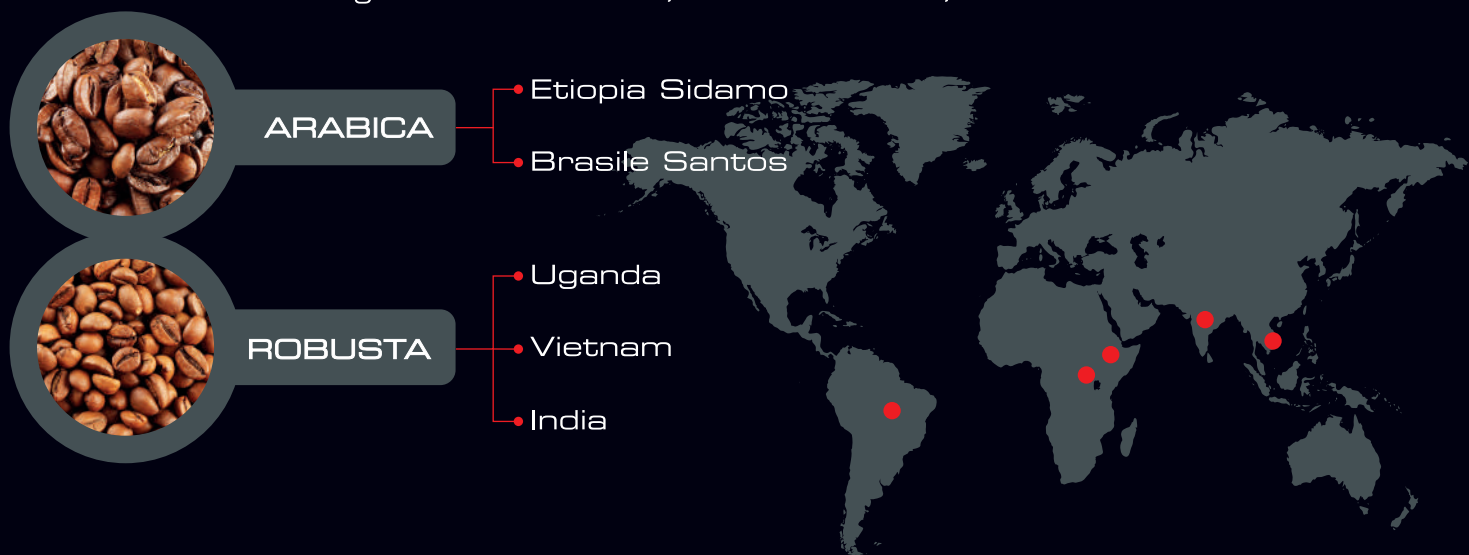 ARABICA
Etiopia Sidamo
Brasile Santos
ROBUSTA
Uganda
Vietnam
India